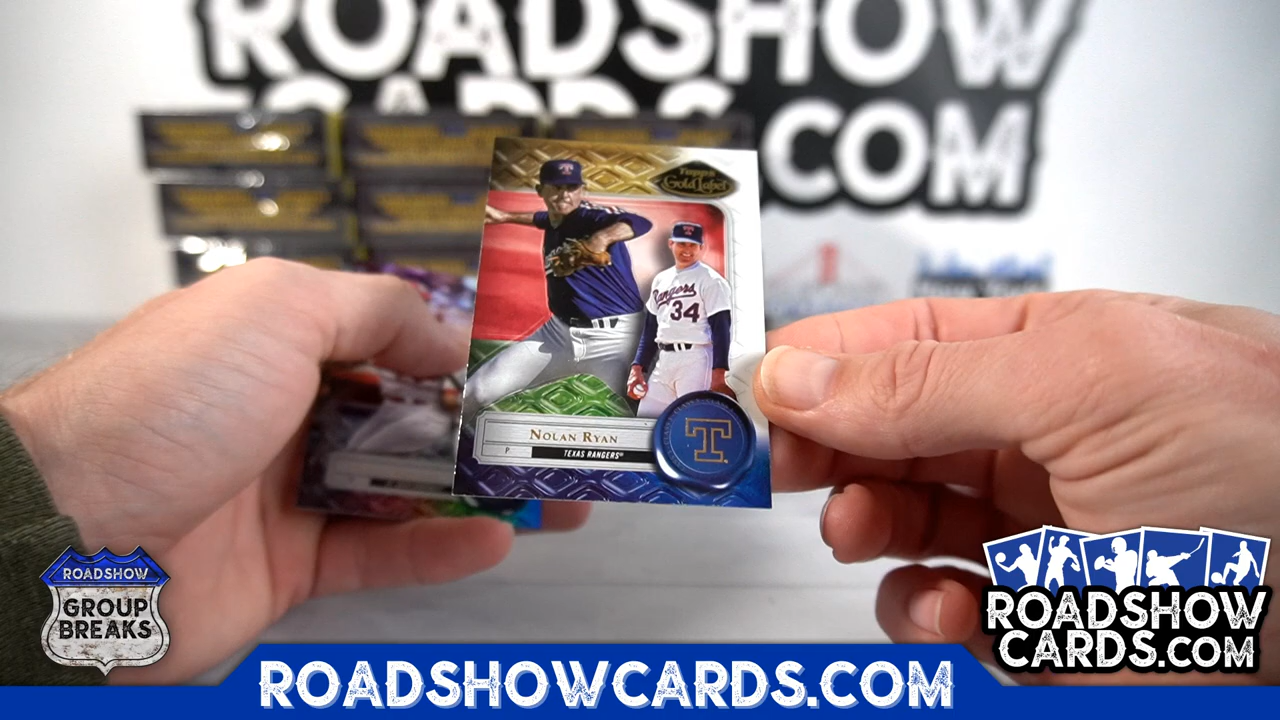 ROADSHOW
CARDS.COM
Topps
Gold Label
T
Rangers
34
NOLAN RYAN
P.
TEXAS RANGERS
T
ROADSHOW
GROUP
BREAKS
ROADSHOW
CARDS.COM
ROADSHOWCARDS.COM